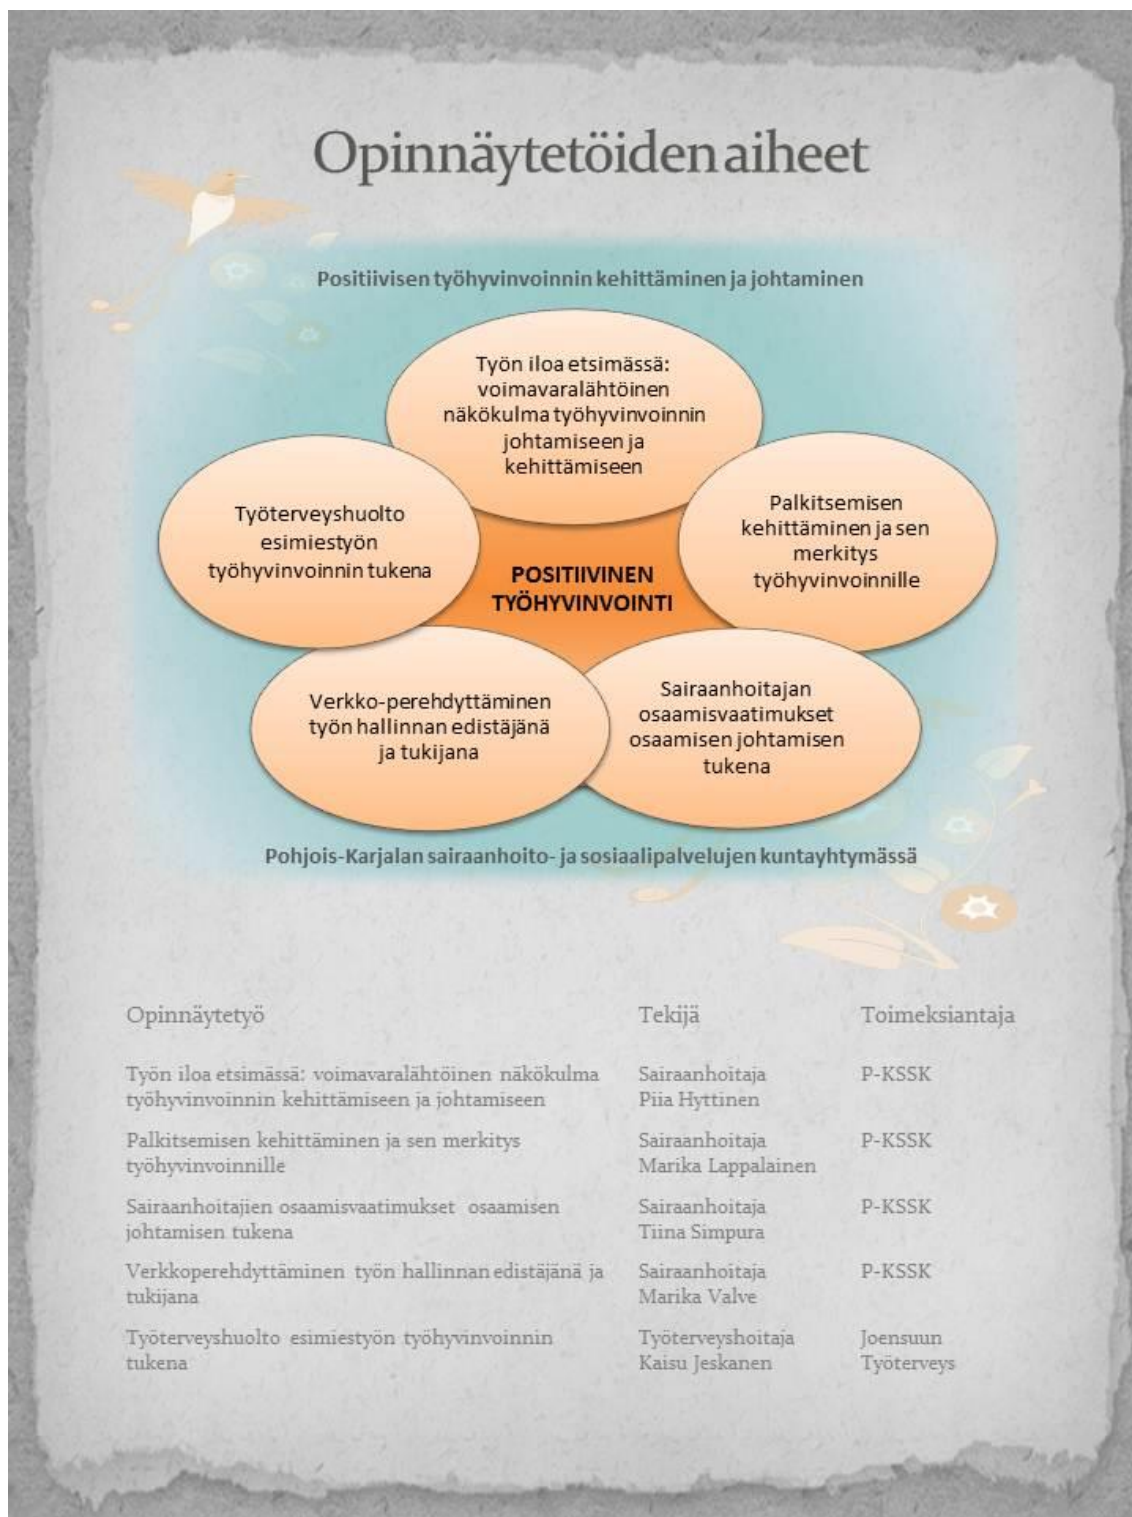 Opinnäytetöiden aiheet
Positiivisen työhyvinvoinnin kehittäminen ja johtaminen
Työn iloa etsimässä:
voimavaralähtöinen
näkökulma työhyvinvoinnin
johtamiseen ja
kehittämiseen
Työterveyshuolto
esimiestyön
työhyvinvoinnin tukena
Palkitsemisen
kehittäminen ja sen
merkitys
työhyvinvoinnille
POSITIIVINEN
TYÖHYVINVOINTI
Verkko-perehdyttäminen
työn hallinnan edistäjänä
ja tukijana
Sairaanhoitajan
osaamisvaatimukset
osaamisen johtamisen
tukena
Pohjois-Karjalan sairaanhoito- ja sosiaalipalvelujen kuntayhtymässä
Opinnäytetyö Tekijä Toimeksiantaja
Työn iloa etsimässä: voimavaralähtöinen näkökulma Sairaanhoitaja P-KSSK
työhyvinvoinnin kehittämiseen ja johtamiseen Piia Hyttinen
Palkitsemisen kehittäminen ja sen merkitys Sairaanhoitaja P-KSSK
työhyvinvoinnille Marika Lappalainen
Sairaanhoitajien osaamisvaatimukset osaamisen Sairaanhoitaja P-KSSK
johtamisen tukena Tiina Simpura
Verkkoperehdyttäminen työn hallinnan edistäjänä ja Sairaanhoitaja P-KSSK
tukijana Marika Valve
Työterveyshuolto esimiestyön työhyvinvoinnin Työterveyshoitaja Joensuun
tukena Kaisu Jeskanen Työterveys